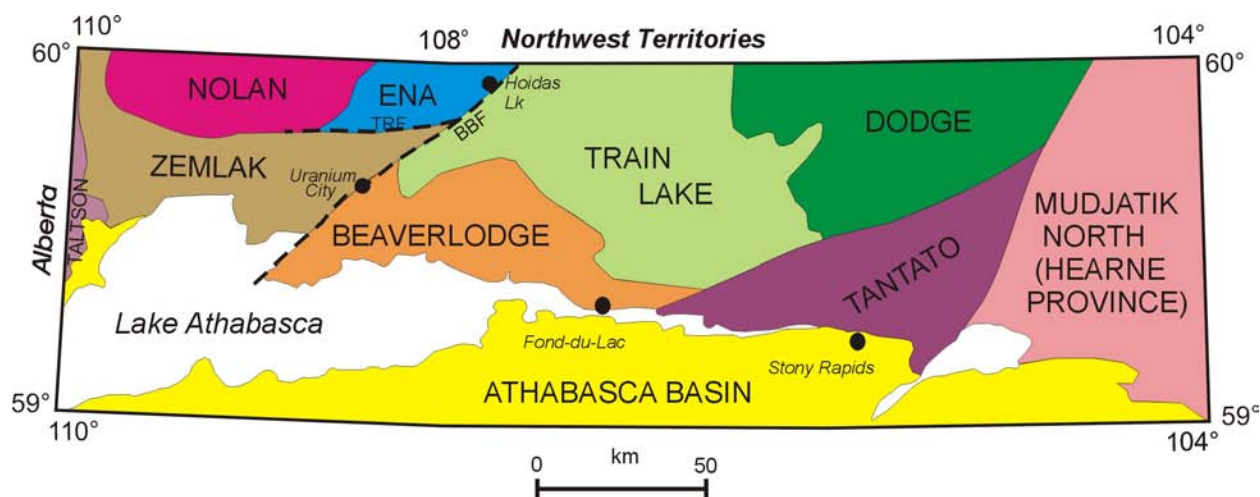 110°
108°
Northwest Territories
104°
60°
60°
NOLAN
ENA
Hoidas
Lk
TRF
BBF
DODGE
ZEMLAK
Uranium
City
TRAIN
LAKE
Alberta
TALTSON
BEAVERLODGE
MUDJATIK
NORTH
(HEARNE
PROVINCE)
TANTATO
Lake Athabasca
Fond-du-Lac
Stony Rapids
ATHABASCA BASIN
59°
59°
110°
104°
0
km
50